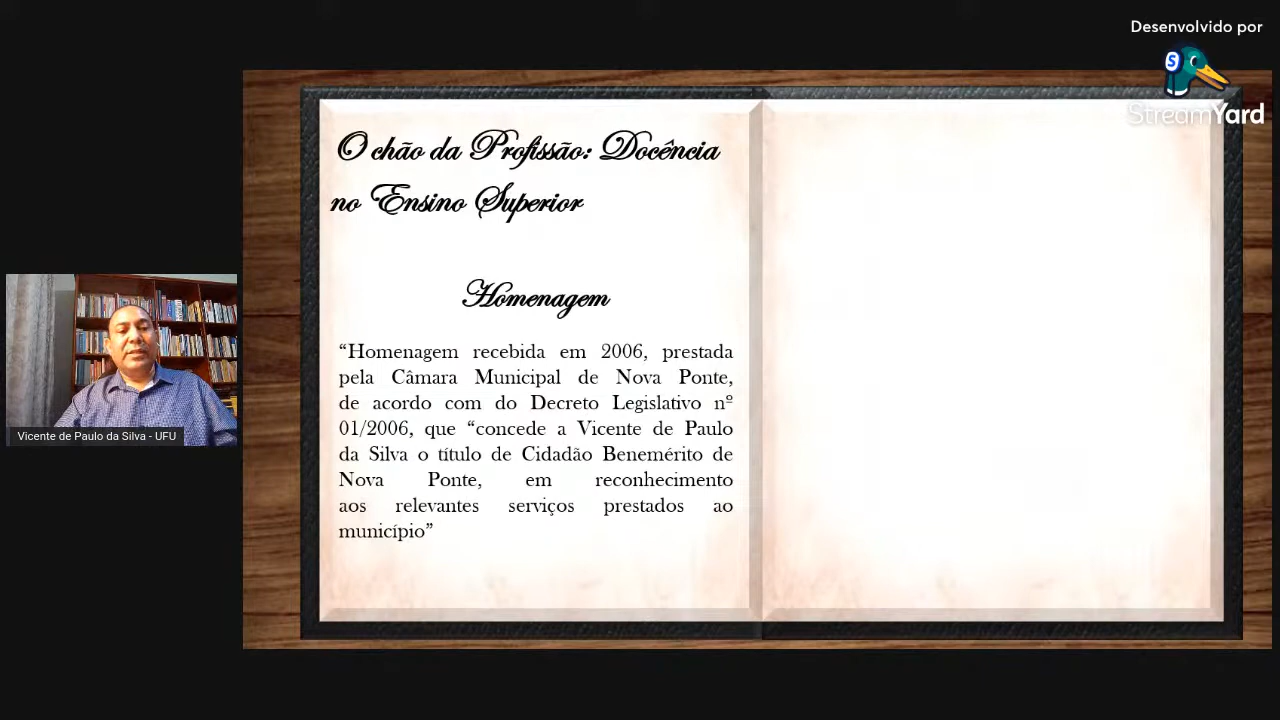 Desenvolvido por
StreamYard
O chão da Profissão: Docência
no Ensino Superior
Homenagem
“Homenagem recebida em 2006, prestada
pela Câmara Municipal de Nova Ponte,
de acordo com do Decreto Legislativo nº
01/2006, que “concede a Vicente de Paulo
da Silva o título de Cidadão Benemérito de
Nova Ponte, em reconhecimento
aos relevantes serviços prestados ao
município”
Vicente de Paulo da Silva - UFU